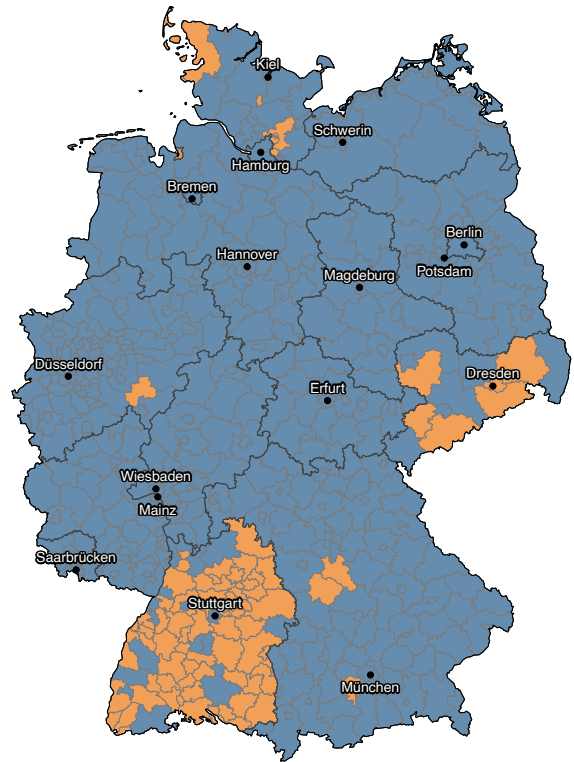 Kiel
Schwerin
Hamburg
Bremen
Berlin
Hannover
Potsdam
Magdeburg
Düsseldorf
Dresden
Erfurt
Wiesbaden
Mainz
Saarbrücken
Stuttgart
München